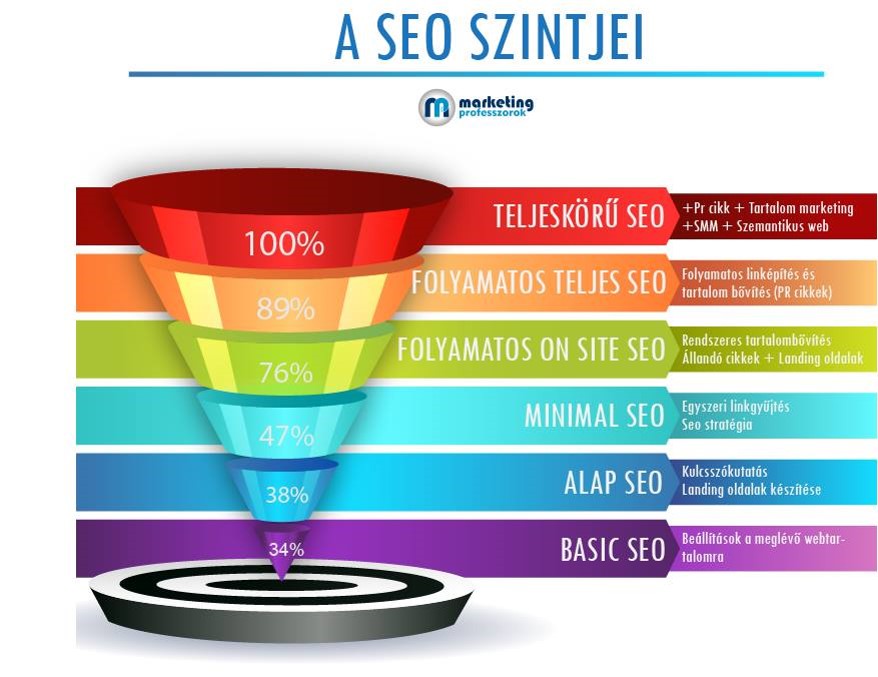 A SEO SZINTJEI
marketing
professzorok
100%
TELJESKÖRŰ SEO
+Pr cikk + Tartalom marketing
+SMM + Szemantikus web
89%
FOLYAMATOS TELJES SEO
Folyamatos linképítés és
tartalom bővítés (PR cikkek)
76%
FOLYAMATOS ON SITE SEO
Rendszeres tartalombővítés
Állandó cikkek + Landing oldalak
47%
MINIMAL SEO
Egyszeri linkgyűjtés
Seo stratégia
38%
ALAP SEO
Kulcsszókutatás
Landing oldalak készítése
34%
BASIC SEO
Beállítások a meglévő webtar-
talomra